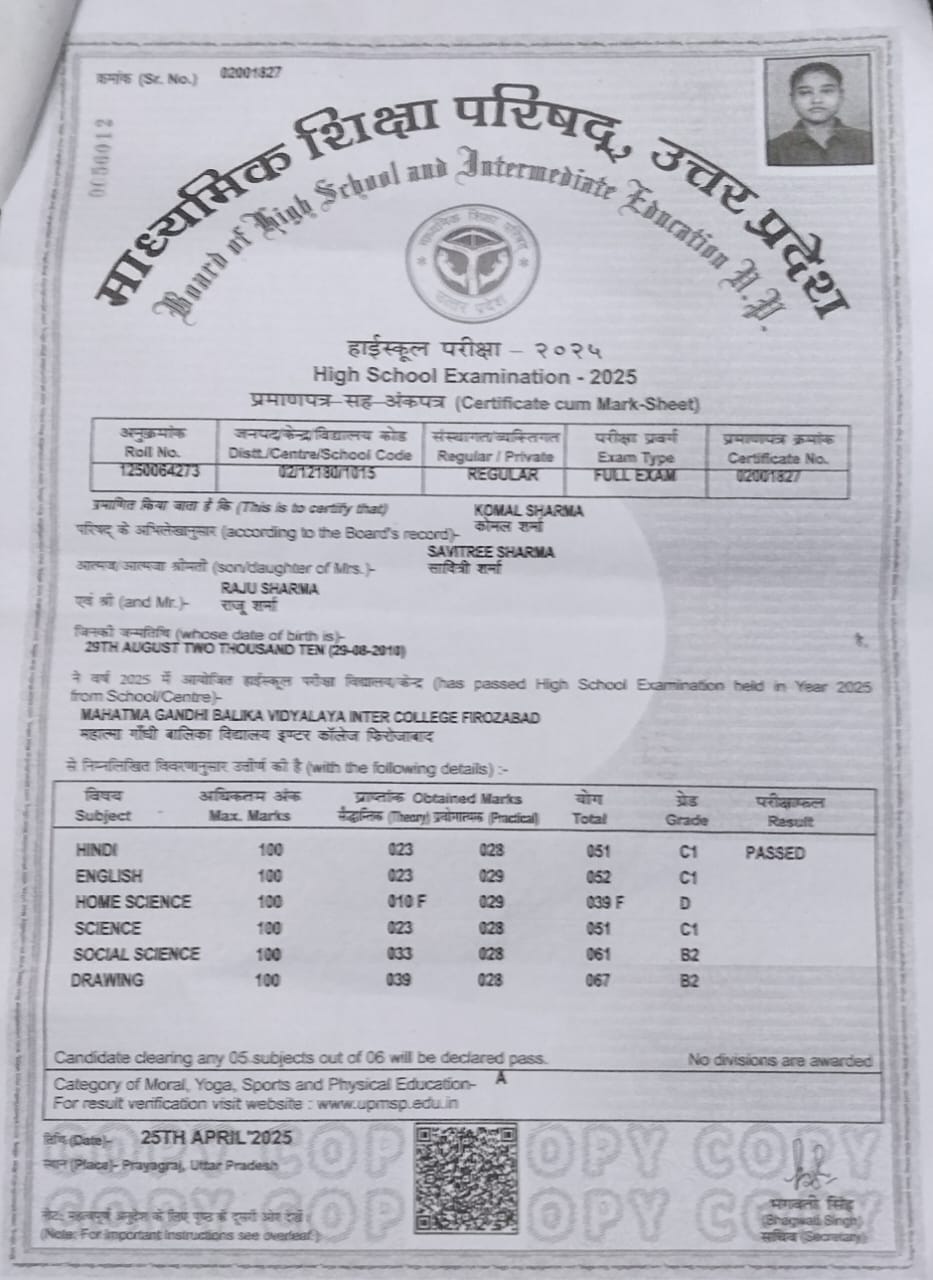 क्रमांक (Sr. No.) 02001827
0056012
माध्यमिक शिक्षा परिषद्, उत्तर प्रदेश
Board of High School and Intermediate Education U.P.
हाईस्कूल परीक्षा – २०२५
High School Examination - 2025
प्रमाणपत्र सह अंकपत्र (Certificate cum Mark-Sheet)
अनुक्रमांक जनपद/केन्द्र/विद्यालय कोड संस्थागत/व्यक्तिगत परीक्षा प्रवर्ग प्रमाणपत्र क्रमांक
Roll No. Distt./Centre/School Code Regular / Private Exam Type Certificate No.
1250064273 02/12180/1015 REGULAR FULL EXAM 02001827
प्रमाणित किया जाता है कि (This is to certify that) KOMAL SHARMA
कोमल शर्मा
परिषद के अभिलेखानुसार (according to the Board's record)-
SAVITREE SHARMA
आत्मज/आत्मजा श्रीमती (son/daughter of Mrs.)- सावित्री शर्मा
RAJU SHARMA
एवं श्री (and Mr.)- राजू शर्मा
जिनकी जन्मतिथि (whose date of birth is)-
29TH AUGUST TWO THOUSAND TEN (29-08-2010) है,
ने वर्ष 2025 में आयोजित हाईस्कूल परीक्षा विद्यालय/केन्द्र (has passed High School Examination held in Year 2025
from School/Centre)-
MAHATMA GANDHI BALIKA VIDYALAYA INTER COLLEGE FIROZABAD
महात्मा गाँधी बालिका विद्यालय इण्टर कॉलेज फिरोजाबाद
से निम्नलिखित विवरणानुसार उत्तीर्ण की है (with the following details) :-
विषय अधिकतम अंक प्राप्तांक Obtained Marks योग ग्रेड परीक्षाफल
Subject Max. Marks सैद्धान्तिक (Theory) प्रयोगात्मक (Practical) Total Grade Result
HINDI 100 023 028 051 C1 PASSED
ENGLISH 100 023 029 052 C1
HOME SCIENCE 100 010 F 029 039 F D
SCIENCE 100 023 028 051 C1
SOCIAL SCIENCE 100 033 028 061 B2
DRAWING 100 039 028 067 B2
Candidate clearing any 05 subjects out of 06 will be declared pass. No divisions are awarded
Category of Moral, Yoga, Sports and Physical Education- A
For result verification visit website : www.upmsp.edu.in
तिथि (Date)- 25TH APRIL'2025
स्थान (Place)- Prayagraj, Uttar Pradesh
COPY COPY COPY COPY
COPY COPY COPY COPY
नोट: महत्वपूर्ण अनुदेश के लिए पृष्ठ के दूसरी ओर देखें।
(Note: For important instructions see overleaf.)
भगवती सिंह
(Bhagwati Singh)
सचिव (Secretary)